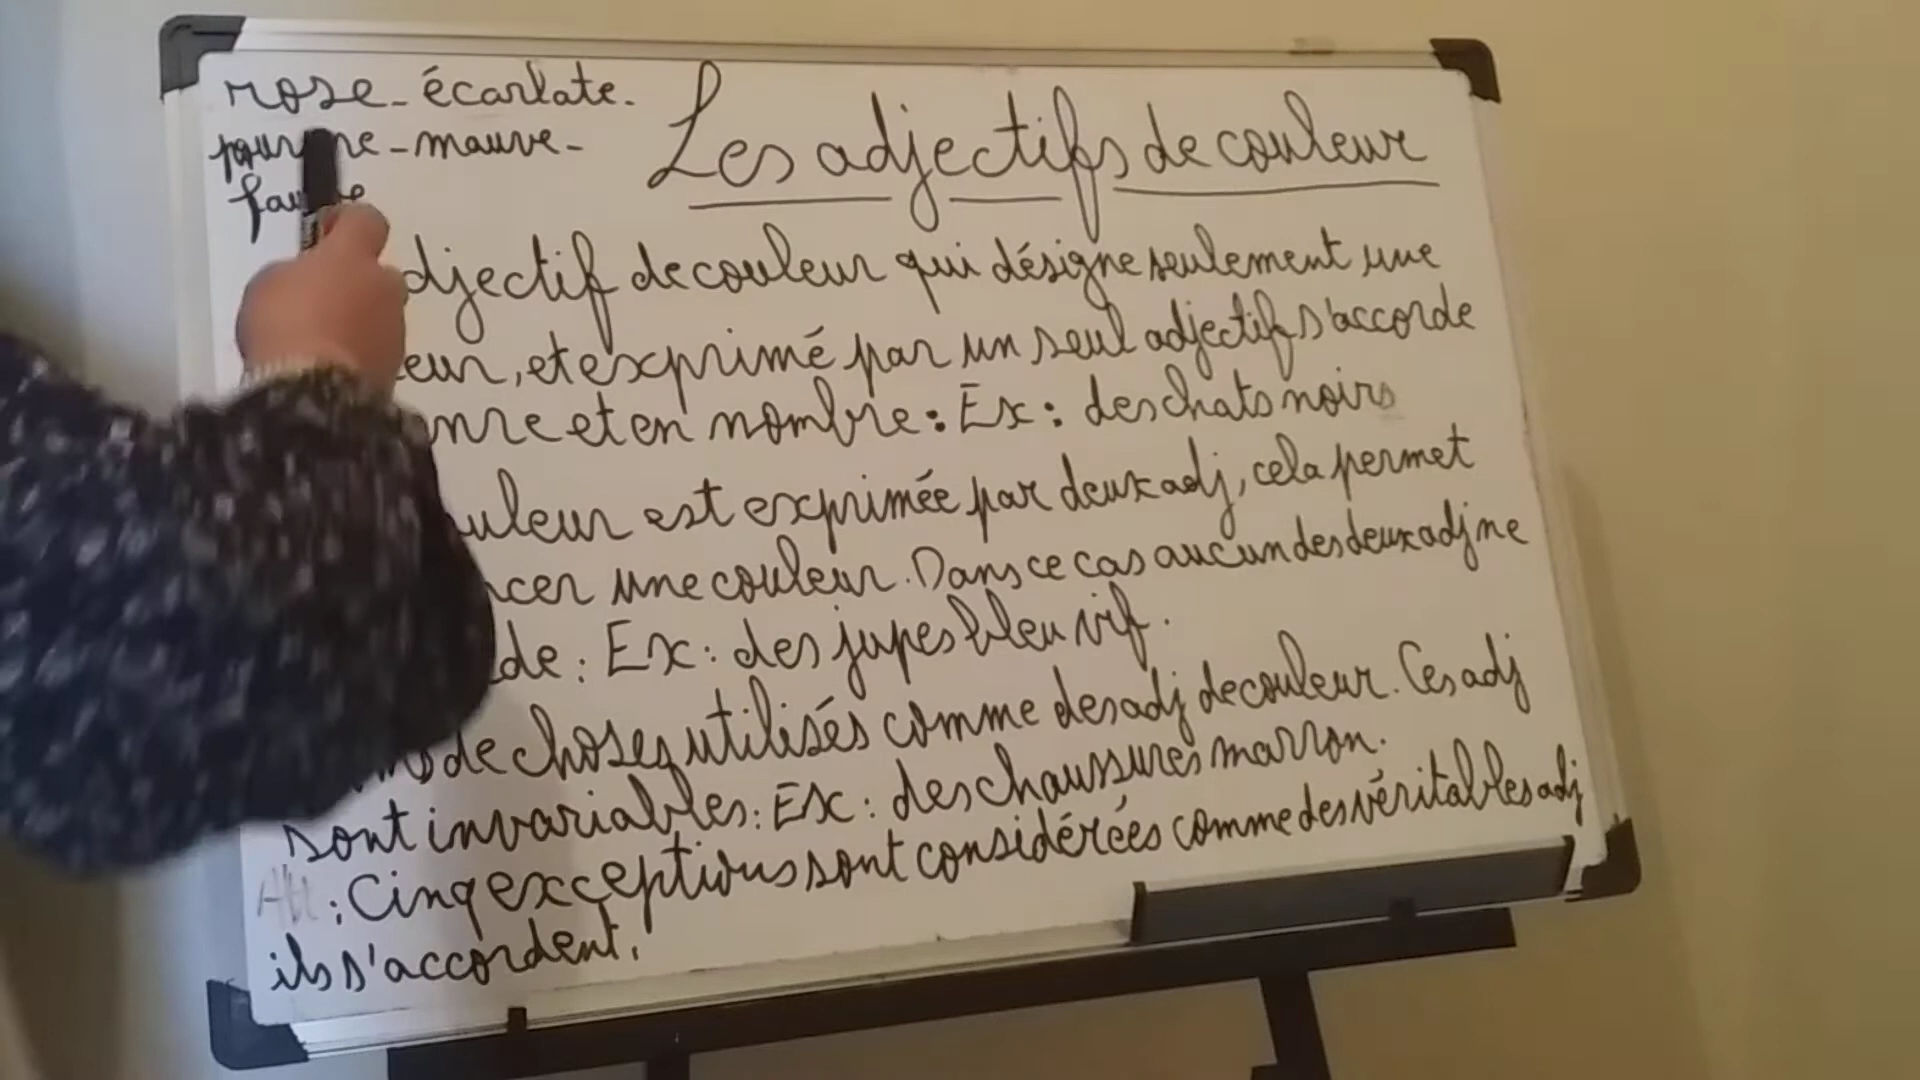 rose - écarlate -
- mauve -
Les adjectifs de couleur
djectif de couleur qui désigne seulement une
eur, et exprimé par un seul adjectif s'accorde
nre et en nombre : Ex : des chats noirs
uleur est exprimée par deux adj, cela permet
ncer une couleur. Dans ce cas aucun des deux adj ne
de : Ex : des jupes bleu vif.
de choses utilisés comme des adj de couleur. Ces adj
sont invariables : Ex : des chaussures marron.
: Cinq exceptions sont considérées comme des véritables adj
ils s'accordent.